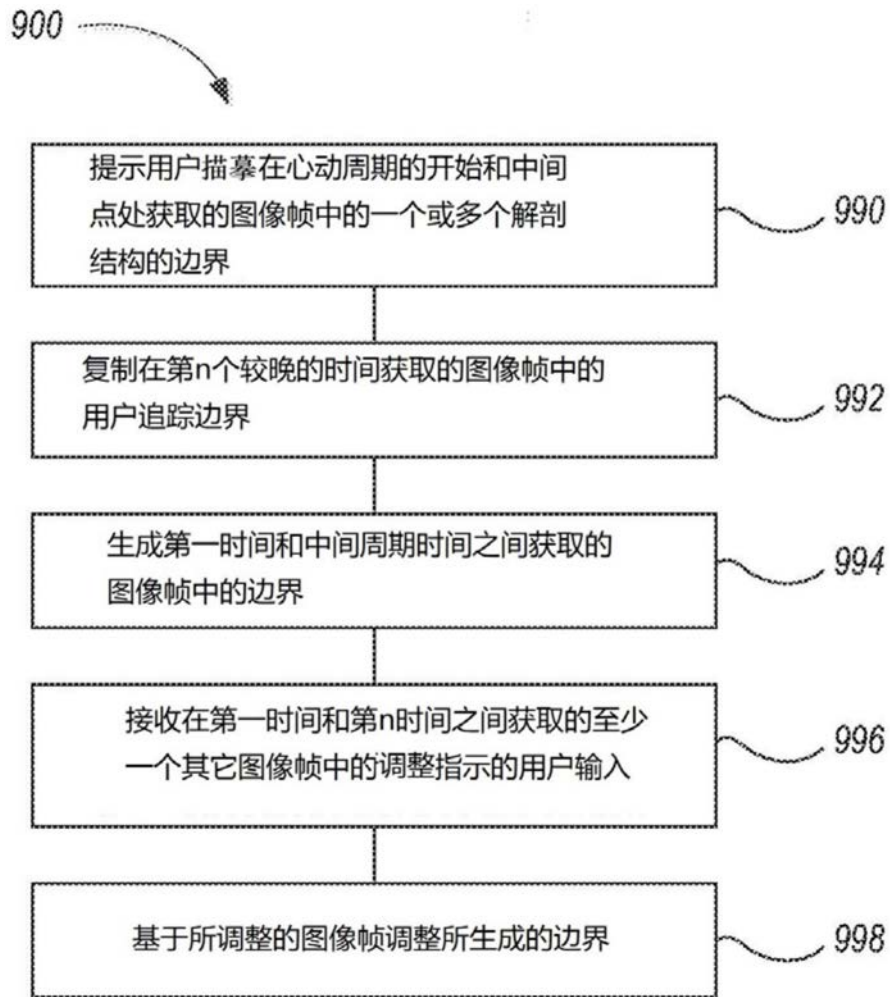 900
提示用户描摹在心动周期的开始和中间
点处获取的图像帧中的一个或多个解剖
结构的边界
990
复制在第n个较晚的时间获取的图像帧中的
用户追踪边界
992
生成第一时间和中间周期时间之间获取的
图像帧中的边界
994
接收在第一时间和第n时间之间获取的至少
一个其它图像帧中的调整指示的用户输入
996
基于所调整的图像帧调整所生成的边界
998